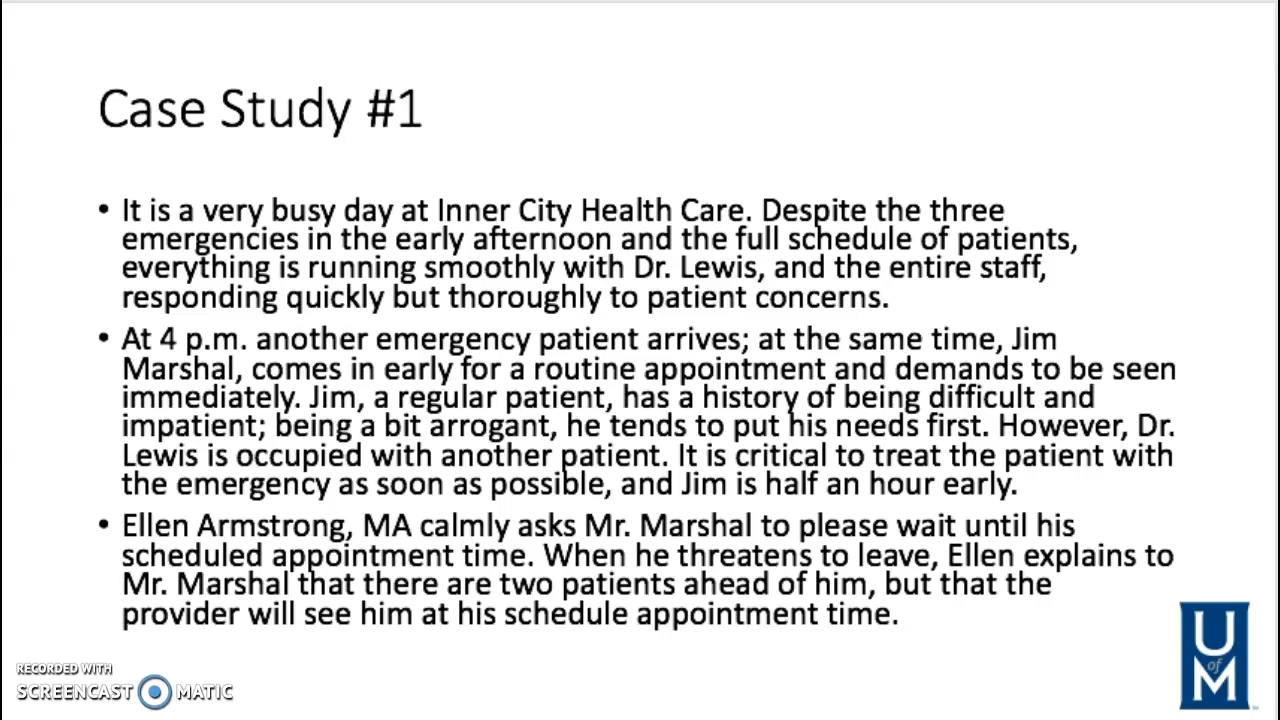 Case Study #1
• It is a very busy day at Inner City Health Care. Despite the three
emergencies in the early afternoon and the full schedule of patients,
everything is running smoothly with Dr. Lewis, and the entire staff,
responding quickly but thoroughly to patient concerns.
• At 4 p.m. another emergency patient arrives; at the same time, Jim
Marshal, comes in early for a routine appointment and demands to be seen
immediately. Jim, a regular patient, has a history of being difficult and
impatient; being a bit arrogant, he tends to put his needs first. However, Dr.
Lewis is occupied with another patient. It is critical to treat the patient with
the emergency as soon as possible, and Jim is half an hour early.
• Ellen Armstrong, MA calmly asks Mr. Marshal to please wait until his
scheduled appointment time. When he threatens to leave, Ellen explains to
Mr. Marshal that there are two patients ahead of him, but that the
provider will see him at his schedule appointment time.
RECORDED WITH
SCREENCAST MATIC
U
of
M